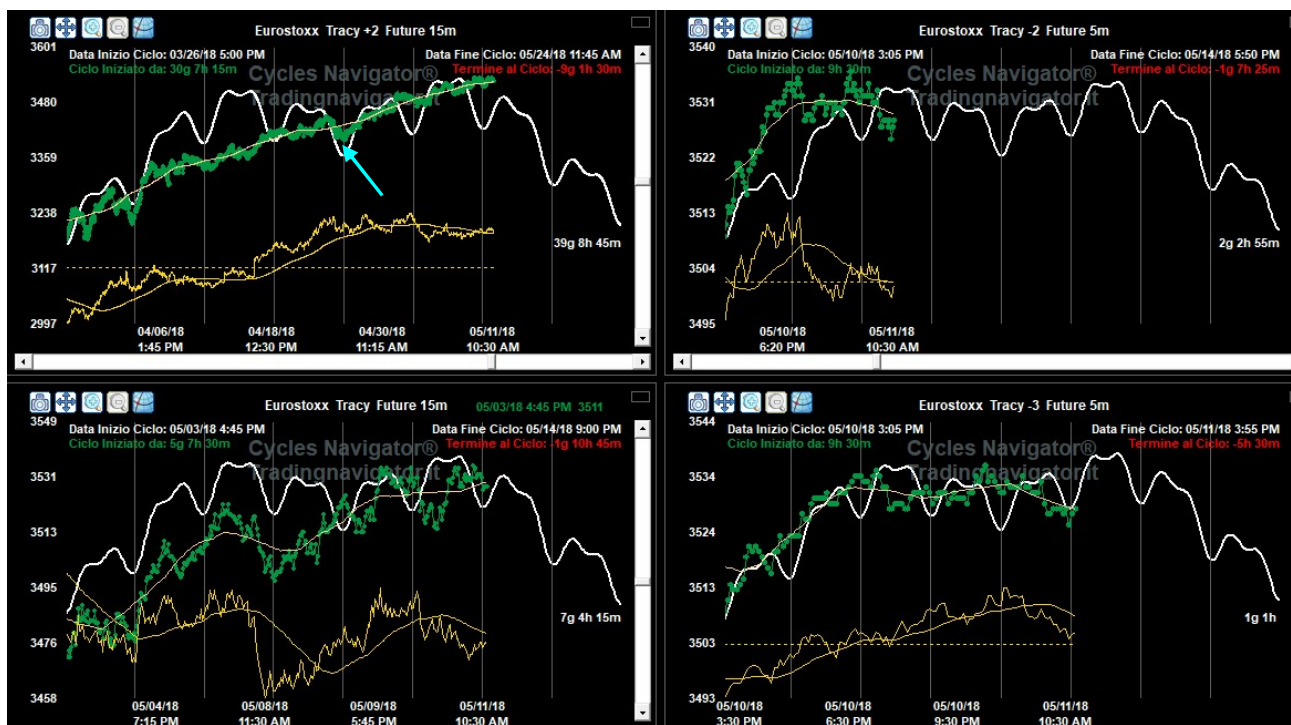 Eurostoxx Tracy +2 Future 15m
3601
Data Inizio Ciclo: 03/26/18 5:00 PM
Data Fine Ciclo: 05/24/18 11:45 AM
Ciclo Iniziato da: 30g 7h 15m
Termine al Ciclo: -9g 1h 30m
Cycles Navigator®
Tradingnavigator.it
3480
3359
3238
39g 8h 45m
3117
2997
04/06/18
1:45 PM
04/18/18
12:30 PM
04/30/18
11:15 AM
05/11/18
10:30 AM
Eurostoxx Tracy -2 Future 5m
3540
Data Inizio Ciclo: 05/10/18 3:05 PM
Data Fine Ciclo: 05/14/18 5:50 PM
Ciclo Iniziato da: 9h 30m
Termine al Ciclo: -1g 7h 25m
Cycles Navigator®
Tradingnavigator.it
3531
3522
3513
2g 2h 55m
3504
3495
05/10/18
6:20 PM
05/11/18
10:30 AM
Eurostoxx Tracy Future 15m
05/03/18 4:45 PM 3511
3549
Data Inizio Ciclo: 05/03/18 4:45 PM
Data Fine Ciclo: 05/14/18 9:00 PM
Ciclo Iniziato da: 5g 7h 30m
Termine al Ciclo: -1g 10h 45m
Cycles Navigator®
Tradingnavigator.it
3531
3513
3495
7g 4h 15m
3476
3458
05/04/18
7:15 PM
05/08/18
11:30 AM
05/09/18
5:45 PM
05/11/18
10:30 AM
Eurostoxx Tracy -3 Future 5m
3544
Data Inizio Ciclo: 05/10/18 3:05 PM
Data Fine Ciclo: 05/11/18 3:55 PM
Ciclo Iniziato da: 9h 30m
Termine al Ciclo: -5h 30m
Cycles Navigator®
Tradingnavigator.it
3534
3524
3513
1g 1h
3503
3493
05/10/18
3:30 PM
05/10/18
6:30 PM
05/10/18
9:30 PM
05/11/18
10:30 AM